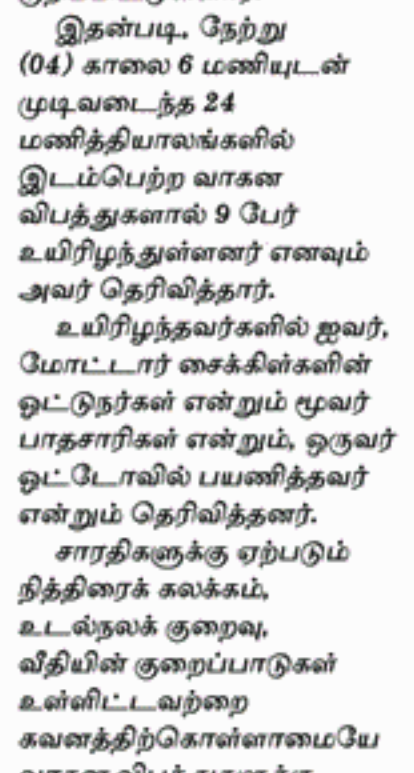 இதன்படி, நேற்று
(04) காலை 6 மணியுடன்
முடிவடைந்த 24
மணித்தியாலங்களில்
இடம்பெற்ற வாகன
விபத்துகளால் 9 பேர்
உயிரிழந்துள்ளனர் எனவும்
அவர் தெரிவித்தார்.
உயிரிழந்தவர்களில் ஐவர்,
மோட்டார் சைக்கிள்களின்
ஓட்டுநர்கள் என்றும் மூவர்
பாதசாரிகள் என்றும், ஒருவர்
ஓட்டோவில் பயணித்தவர்
என்றும் தெரிவித்தனர்.
சாரதிகளுக்கு ஏற்படும்
நித்திரைக் கலக்கம்,
உடல்நலக் குறைவு,
வீதியின் குறைப்பாடுகள்
உள்ளிட்டவற்றை
கவனத்திற்கொள்ளாமையே